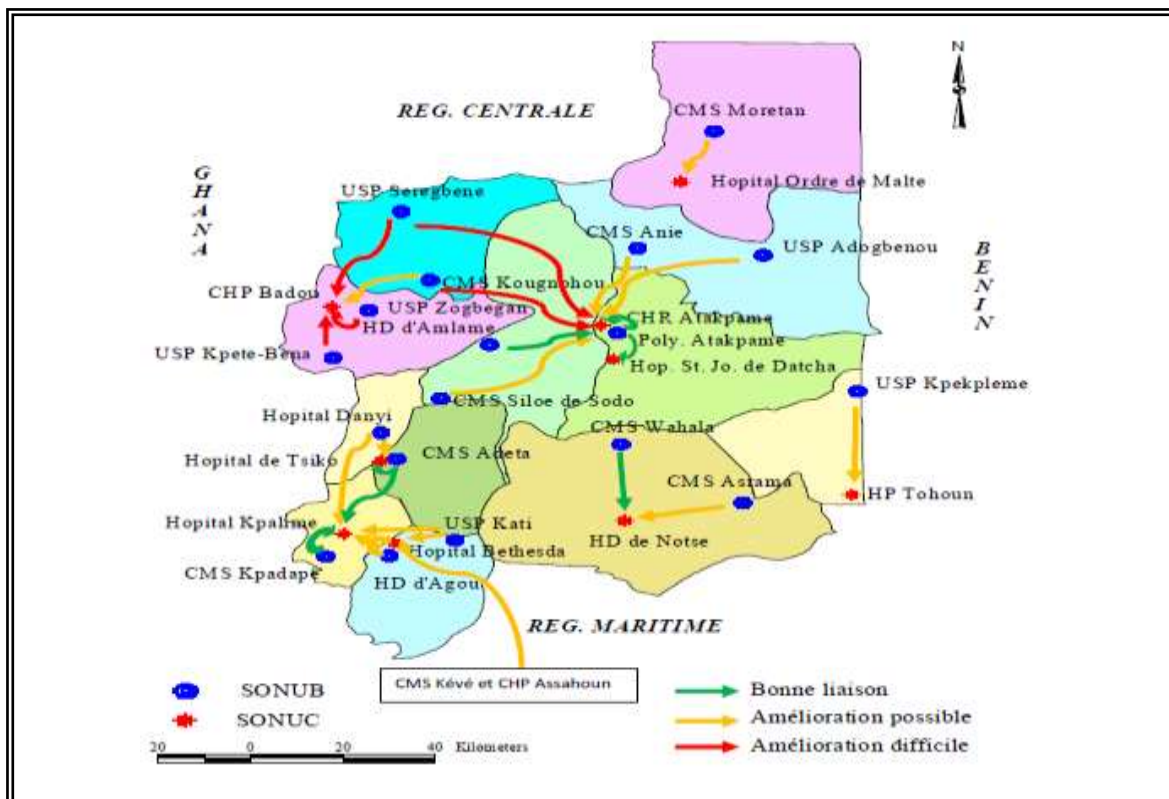 N
S
REG. CENTRALE
CMS Moretan
GHANA
Hopital Ordre de Malte
USP Seregbene
CMS Anie
USP Adogbenou
BENIN
CMS Kougnohou
CHP Badou
USP Zogbegan
CHR Atakpame
HD d'Amlame
Poly. Atakpame
USP Kpete-Bena
Hop. St. Jo. de Datcha
USP Kpekpleme
CMS Siloe de Sodo
Hopital Danyi
CMS Wahala
CMS Adeta
Hopital de Tsiko
CMS Asrama
HP Tohoun
Hopital Kpalime
USP Kati
HD de Notse
Hopital Bethesda
CMS Kpadape
HD d'Agou
REG. MARITIME
CMS Kévé et CHP Assahoun
SONUB
SONUC
Bonne liaison
Amélioration possible
Amélioration difficile
20 0 20 40 Kilometers